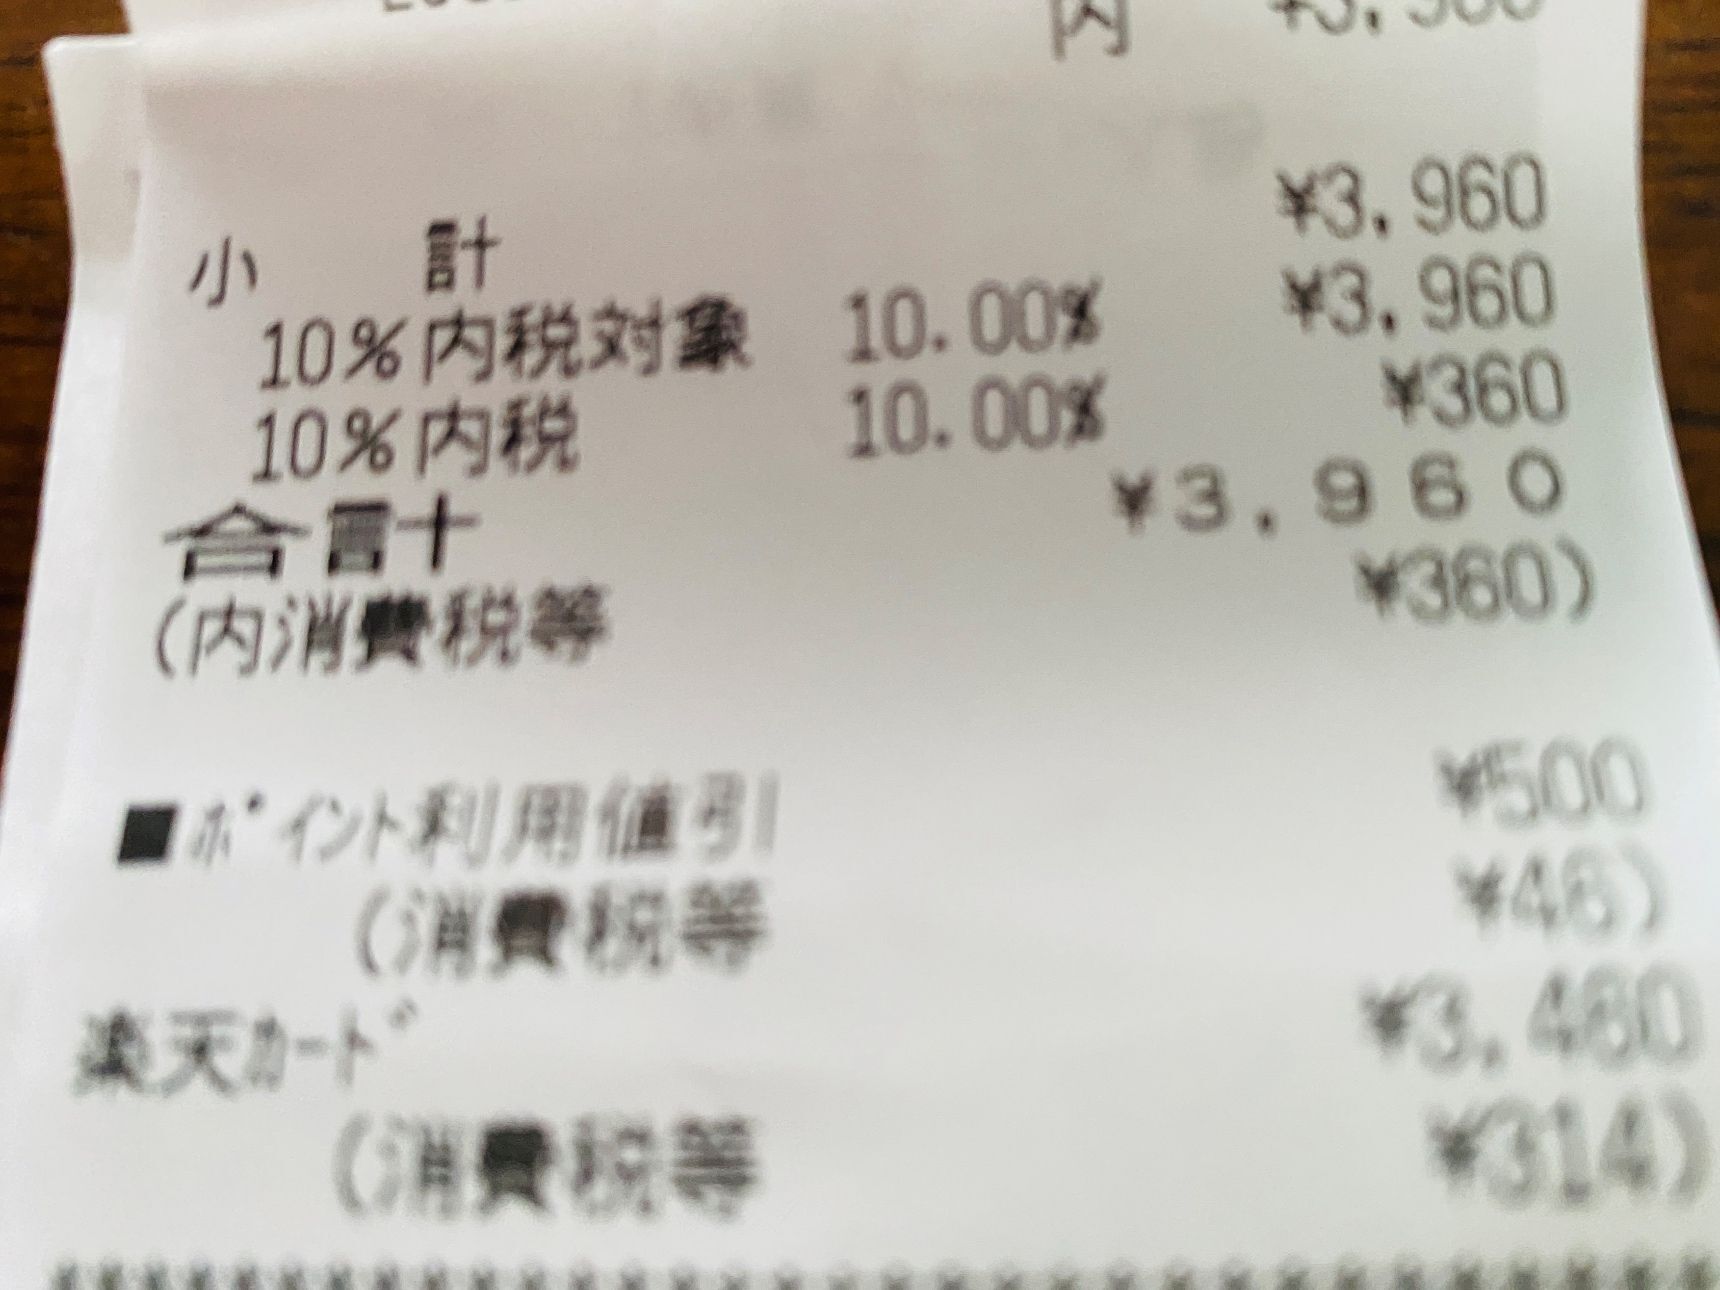 内
小 計 ¥3,960
10%内税対象 10.00% ¥3,960
10%内税 10.00% ¥360
合計 ¥3,960
(内消費税等 ¥360)
■ポイント利用値引 ¥500
(消費税等 ¥46)
楽天カード ¥3,460
(消費税等 ¥314)